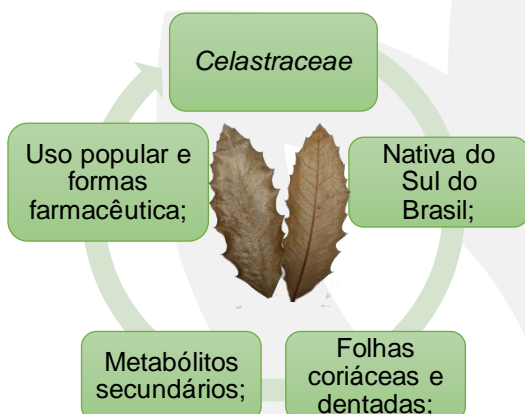 Celastraceae
Nativa do
Sul do
Brasil;
Folhas
coriáceas e
dentadas;
Metabólitos
secundários;
Uso popular e
formas
farmacêutica;